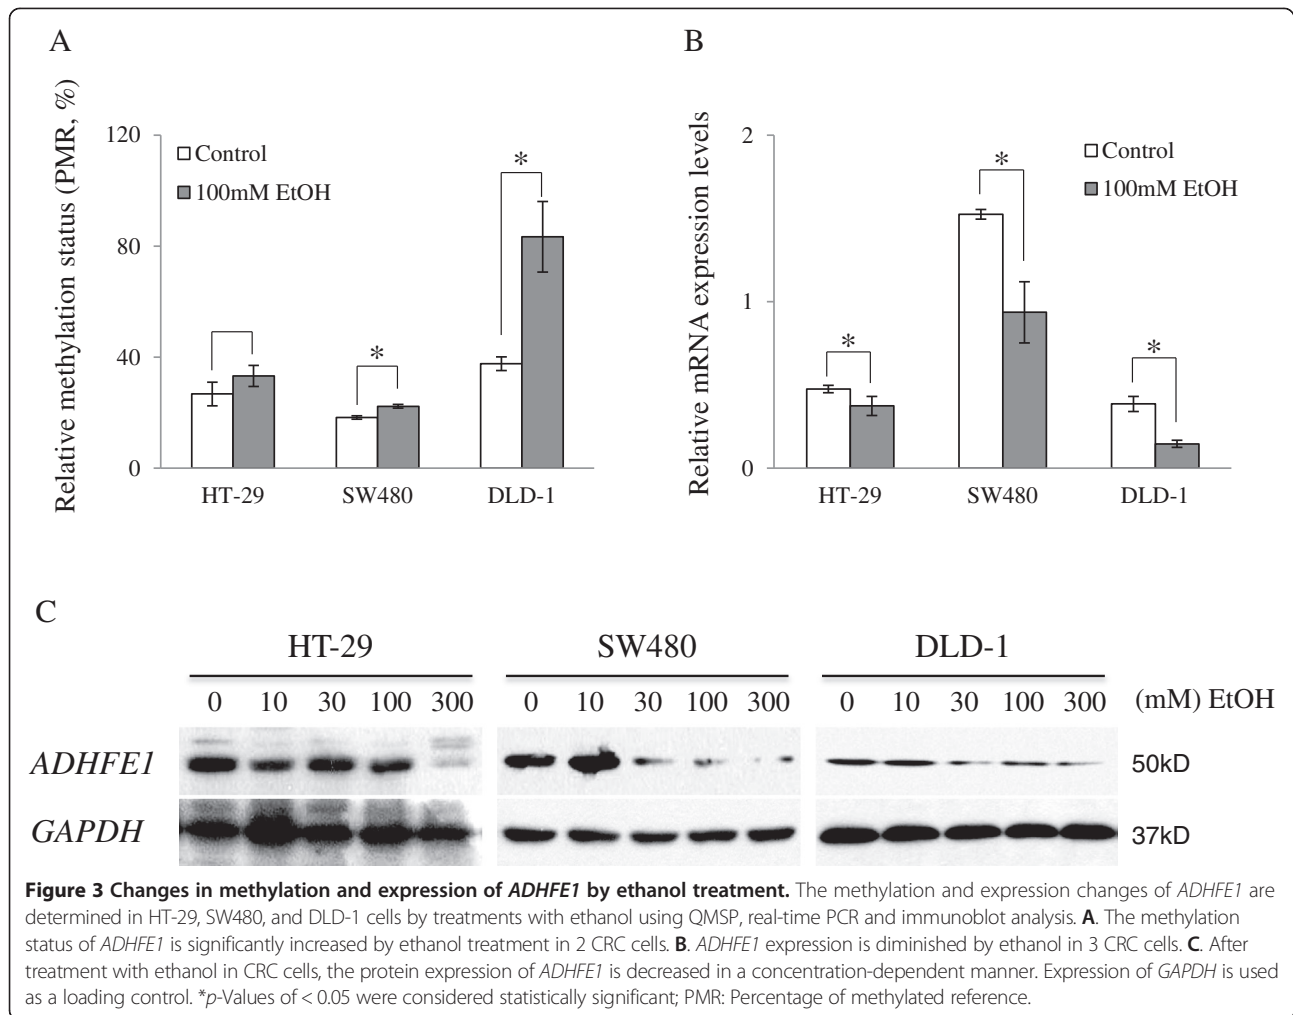 A
Relative methylation status (PMR, %)
120
80
40
0
Control
100mM EtOH
*
*
HT-29 SW480 DLD-1
B
Relative mRNA expression levels
2
1
0
Control
100mM EtOH
*
*
*
HT-29 SW480 DLD-1
C
HT-29 SW480 DLD-1
0 10 30 100 300 0 10 30 100 300 0 10 30 100 300 (mM) EtOH
ADHFE1 50kD
GAPDH 37kD
Figure 3 Changes in methylation and expression of ADHFE1 by ethanol treatment. The methylation and expression changes of ADHFE1 are
determined in HT-29, SW480, and DLD-1 cells by treatments with ethanol using QMSP, real-time PCR and immunoblot analysis. A. The methylation
status of ADHFE1 is significantly increased by ethanol treatment in 2 CRC cells. B. ADHFE1 expression is diminished by ethanol in 3 CRC cells. C. After
treatment with ethanol in CRC cells, the protein expression of ADHFE1 is decreased in a concentration-dependent manner. Expression of GAPDH is used
as a loading control. *p-Values of < 0.05 were considered statistically significant; PMR: Percentage of methylated reference.